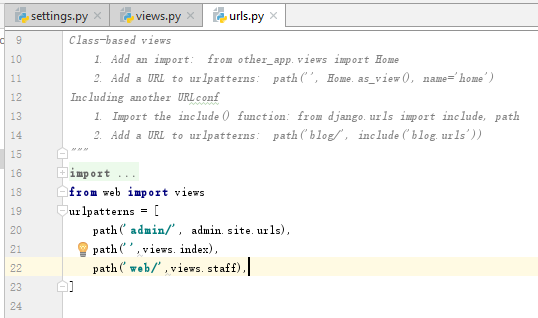 settings.py × views.py × urls.py ×
9 Class-based views
10 1. Add an import:  from other_app.views import Home
11 2. Add a URL to urlpatterns:  path('', Home.as_view(), name='home')
12 Including another URLconf
13 1. Import the include() function: from django.urls import include, path
14 2. Add a URL to urlpatterns:  path('blog/', include('blog.urls'))
15 """
16 import ...
18 from web import views
19 urlpatterns = [
20 path('admin/', admin.site.urls),
21 path('',views.index),
22 path('web/',views.staff),
23 ]
24